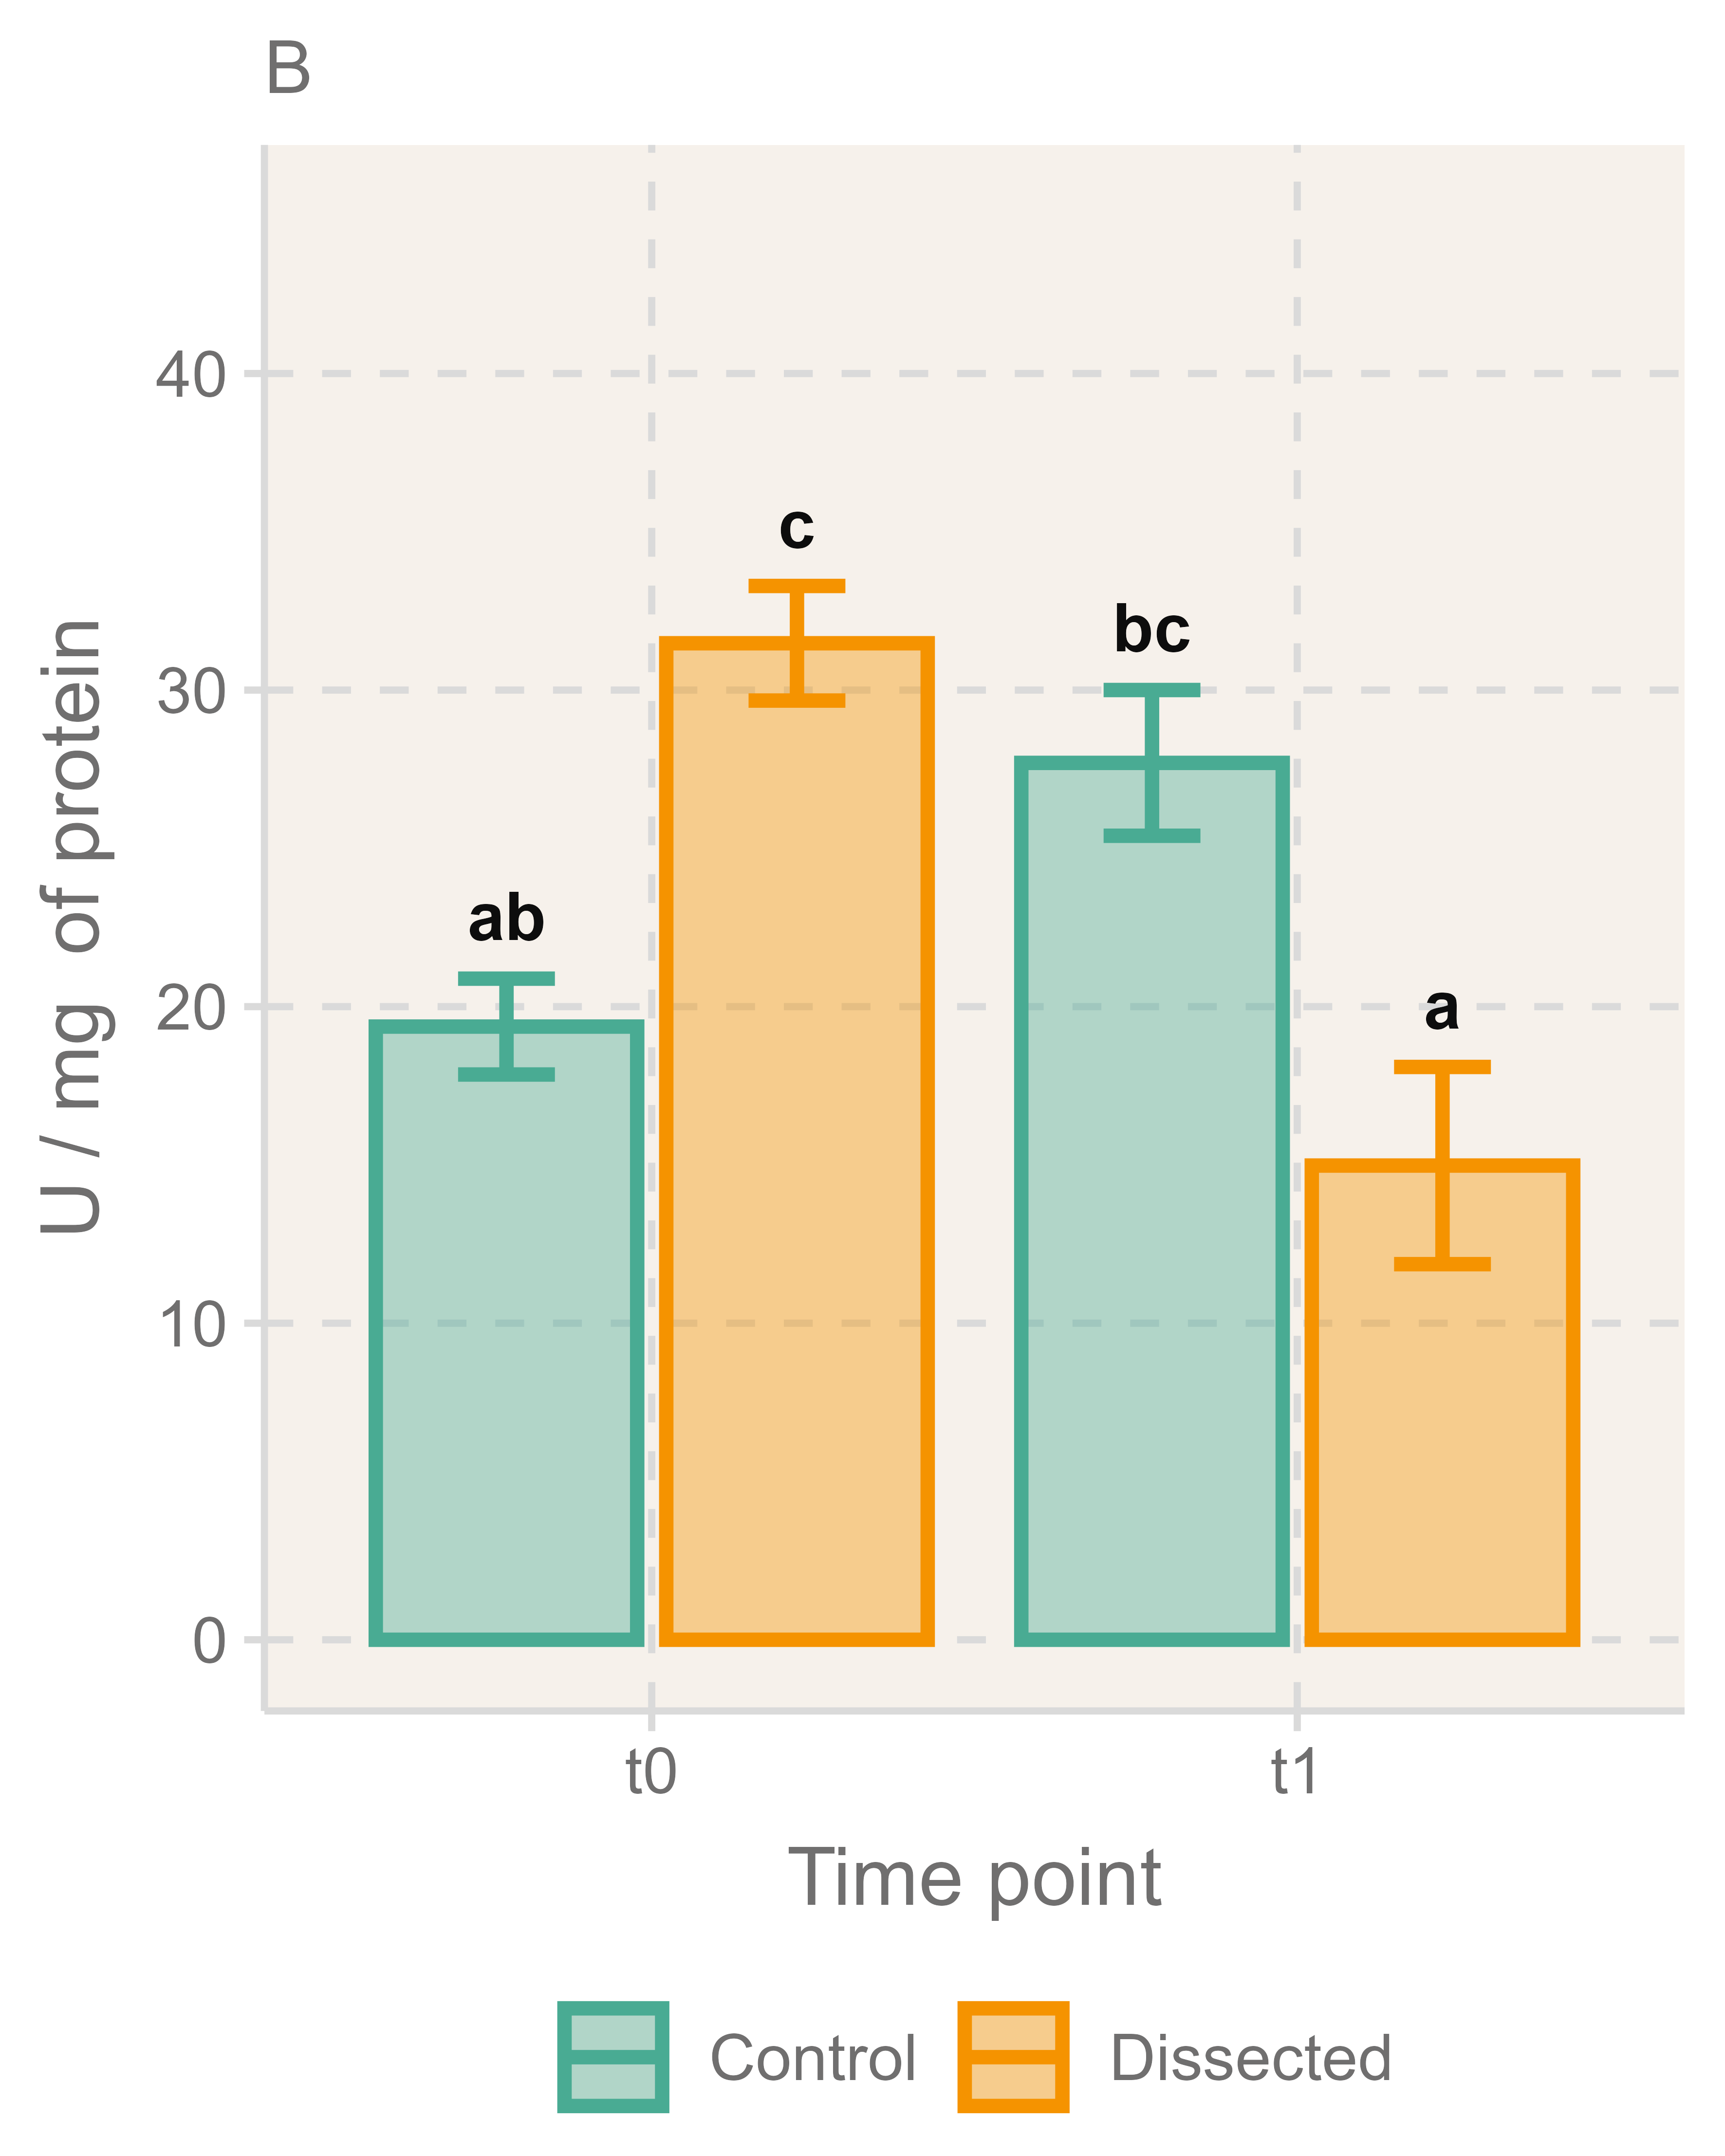 B
U / mg of protein
40
30
20
10
0
c
bc
ab
a
t0 t1
Time point
Control Dissected